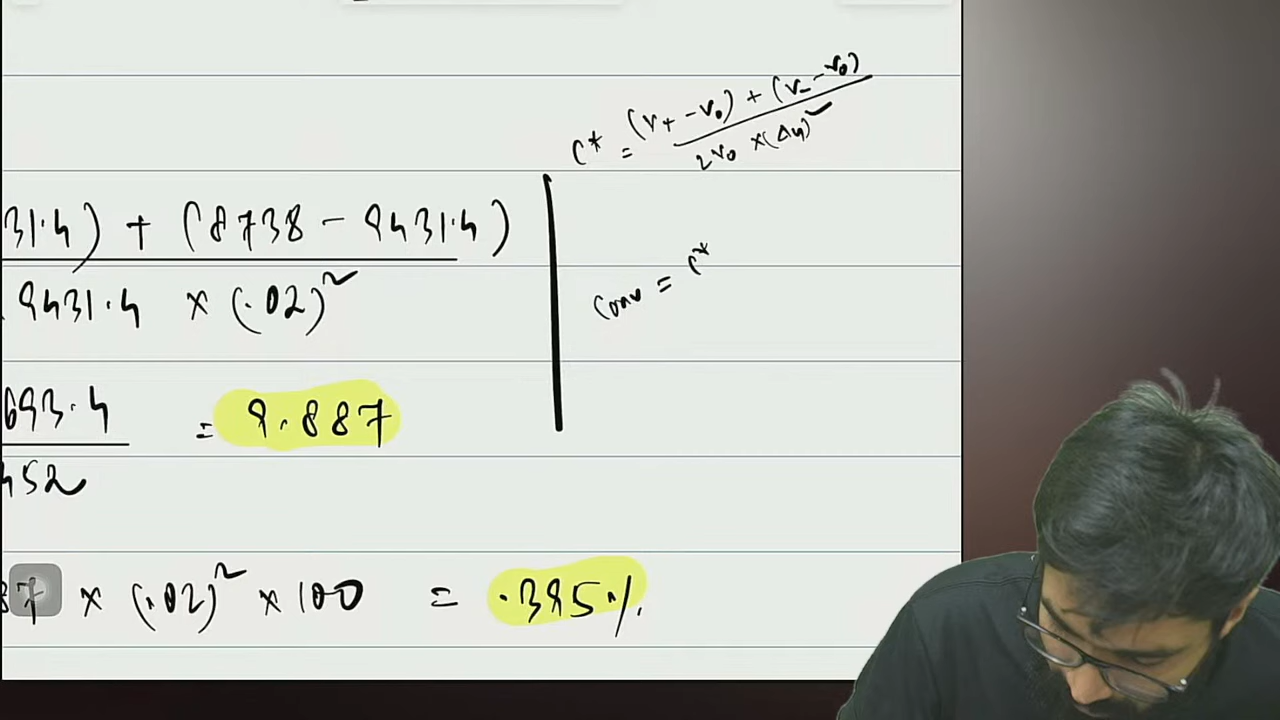 C* = (V+ - V0) + (V- - V0)
2V0 × (Δy)²
31.4) + (8738 - 9431.4)
9431.4 × (.02)²
Conv = C*
693.4
= 9.887
452
87 × (.02)² × 100 = .395%